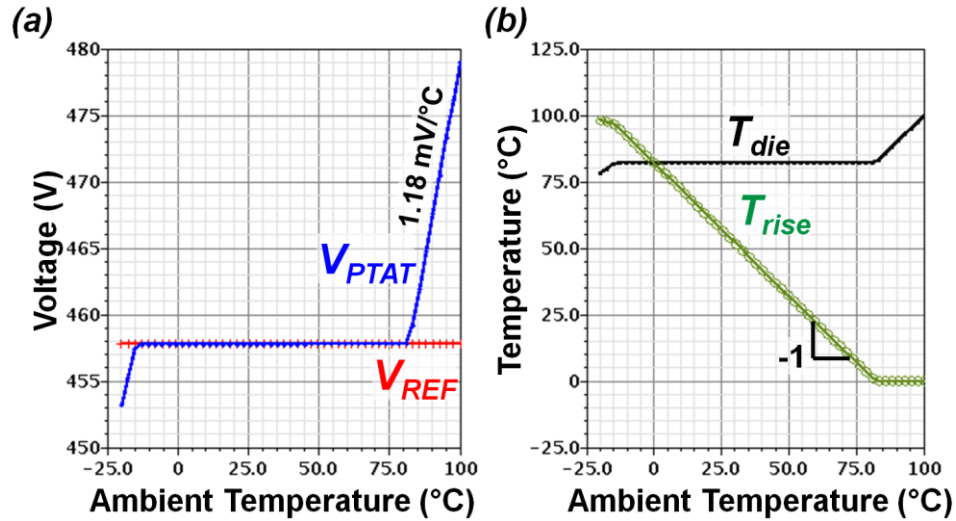 (a)
480
475
470
465
460
455
450
Voltage (V)
1.18 mV/°C
VPTAT
VREF
−25.0 0 25.0 50.0 75.0 100
Ambient Temperature (°C)
(b)
125.0
100.0
75.0
50.0
25.0
0
−25.0
Temperature (°C)
Tdie
Trise
-1
−25.0 0 25.0 50.0 75.0 100
Ambient Temperature (°C)